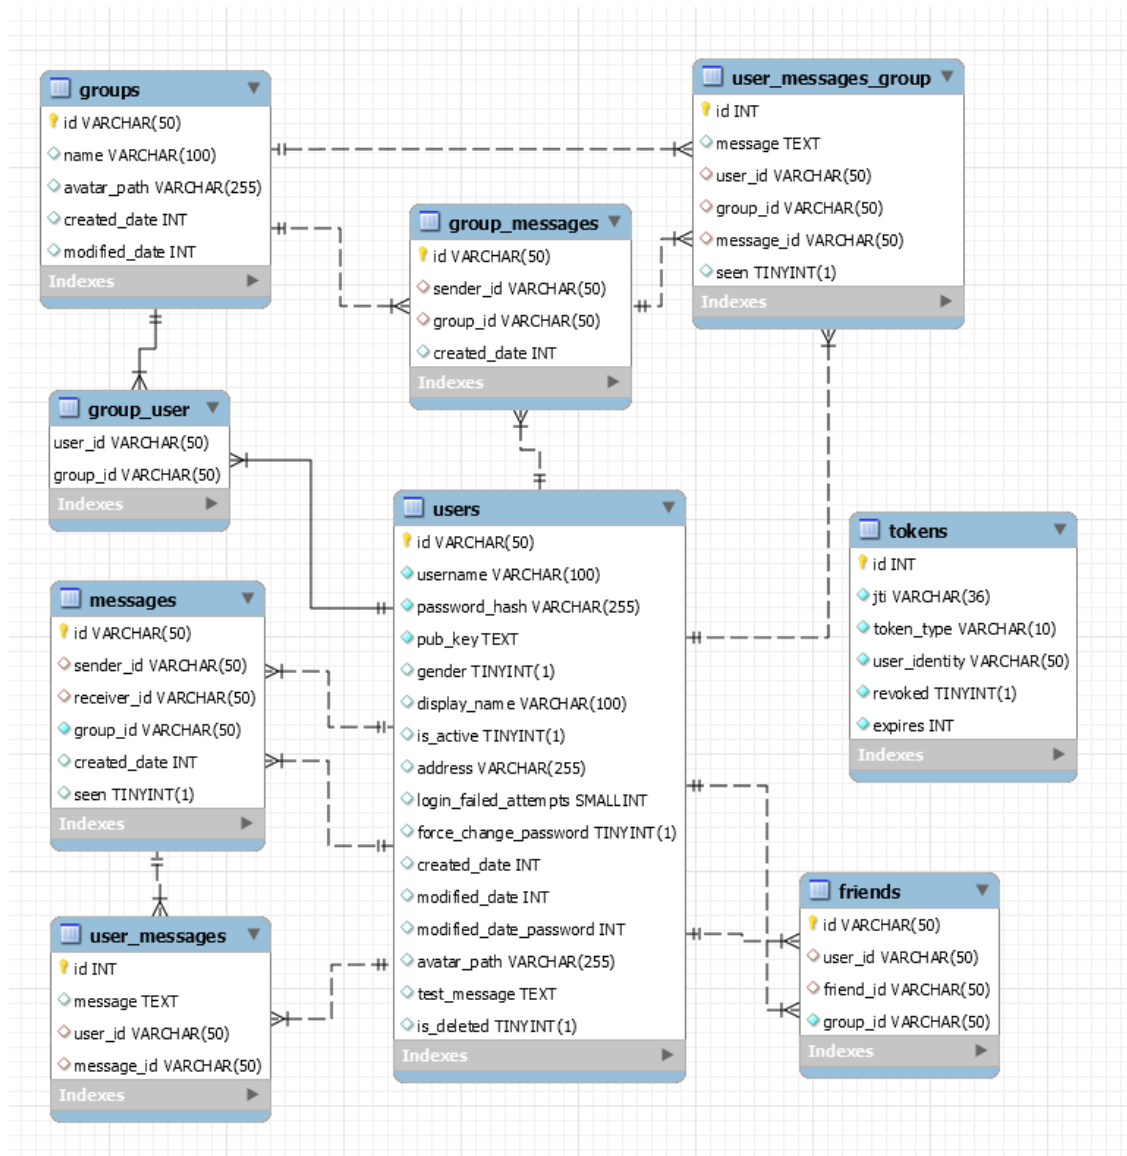 groups
id VARCHAR(50)
name VARCHAR(100)
avatar_path VARCHAR(255)
created_date INT
modified_date INT
Indexes
user_messages_group
id INT
message TEXT
user_id VARCHAR(50)
group_id VARCHAR(50)
message_id VARCHAR(50)
seen TINYINT(1)
Indexes
group_messages
id VARCHAR(50)
sender_id VARCHAR(50)
group_id VARCHAR(50)
created_date INT
Indexes
group_user
user_id VARCHAR(50)
group_id VARCHAR(50)
Indexes
users
id VARCHAR(50)
username VARCHAR(100)
password_hash VARCHAR(255)
pub_key TEXT
gender TINYINT(1)
display_name VARCHAR(100)
is_active TINYINT(1)
address VARCHAR(255)
login_failed_attempts SMALLINT
force_change_password TINYINT(1)
created_date INT
modified_date INT
modified_date_password INT
avatar_path VARCHAR(255)
test_message TEXT
is_deleted TINYINT(1)
Indexes
tokens
id INT
jti VARCHAR(36)
token_type VARCHAR(10)
user_identity VARCHAR(50)
revoked TINYINT(1)
expires INT
Indexes
messages
id VARCHAR(50)
sender_id VARCHAR(50)
receiver_id VARCHAR(50)
group_id VARCHAR(50)
created_date INT
seen TINYINT(1)
Indexes
friends
id VARCHAR(50)
user_id VARCHAR(50)
friend_id VARCHAR(50)
group_id VARCHAR(50)
Indexes
user_messages
id INT
message TEXT
user_id VARCHAR(50)
message_id VARCHAR(50)
Indexes